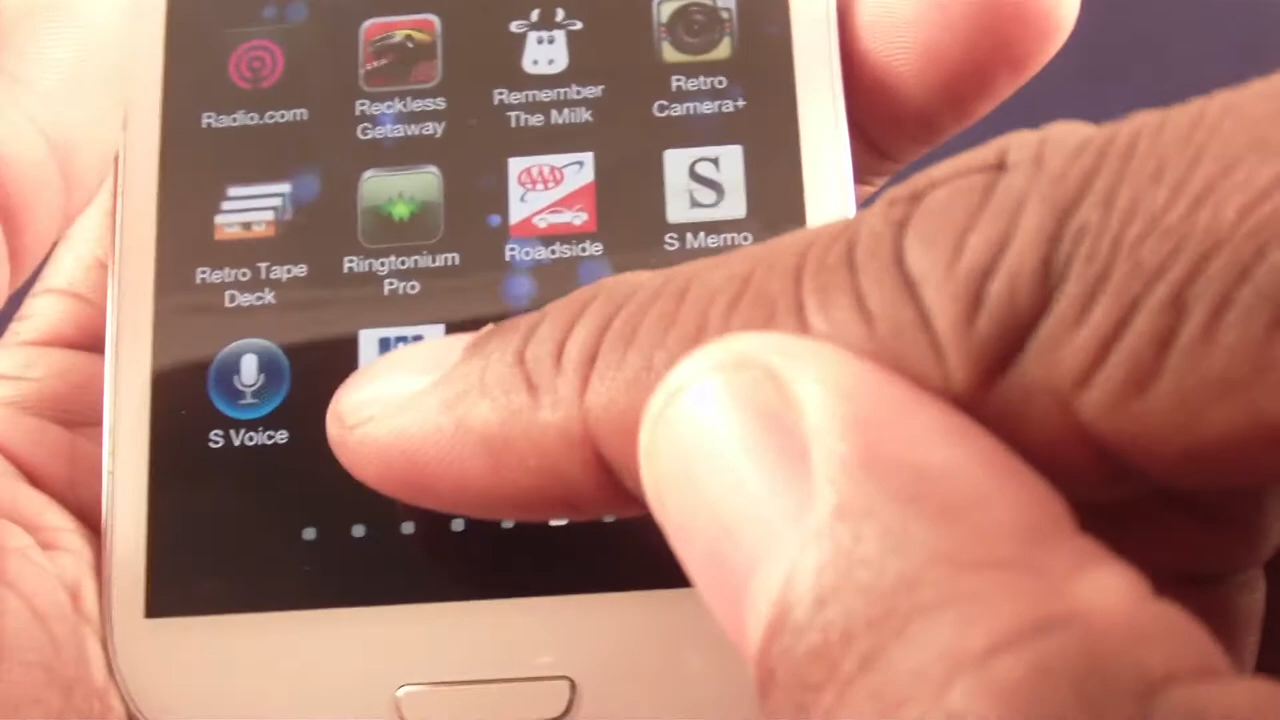 Radio.com
Reckless
Getaway
Remember
The Milk
Retro
Camera+
Retro Tape
Deck
Ringtonium
Pro
AAA
Roadside
S
S Memo
S Voice